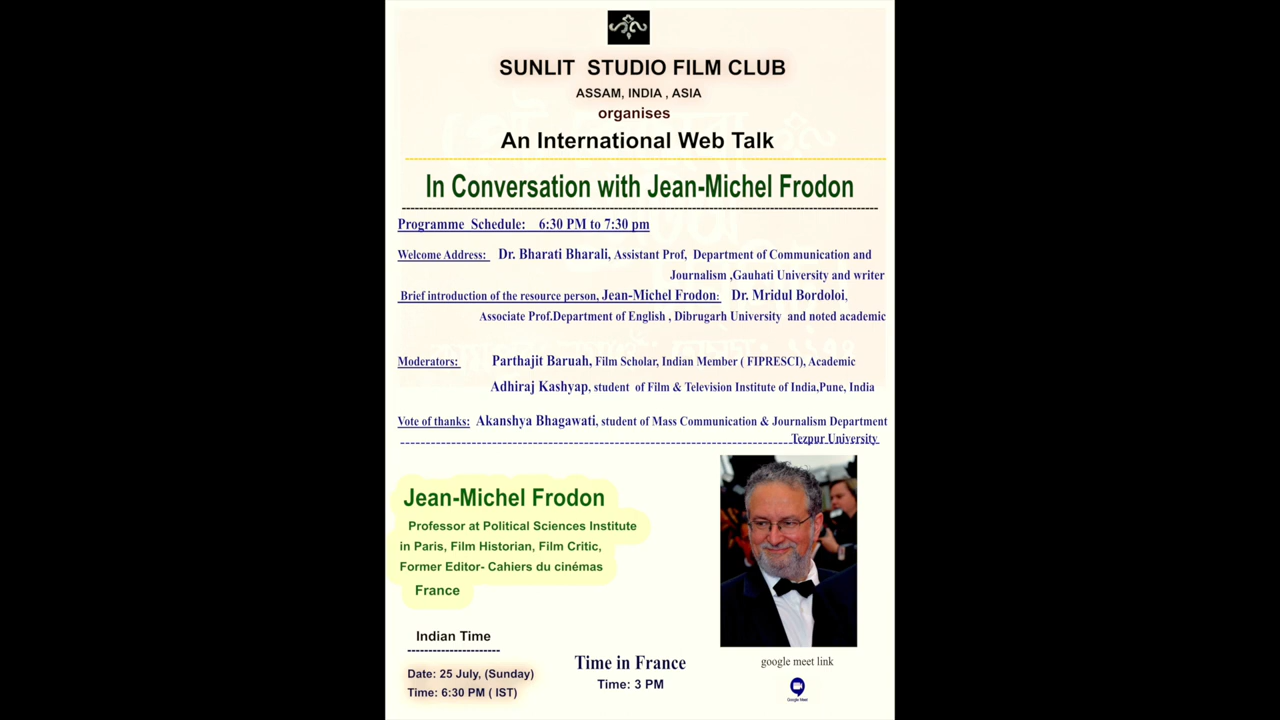 SUNLIT STUDIO FILM CLUB
ASSAM, INDIA , ASIA
organises
An International Web Talk
In Conversation with Jean-Michel Frodon
Programme Schedule: 6:30 PM to 7:30 pm
Welcome Address: Dr. Bharati Bharali, Assistant Prof, Department of Communication and
Journalism ,Gauhati University and writer
Brief introduction of the resource person, Jean-Michel Frodon: Dr. Mridul Bordoloi,
Associate Prof.Department of English , Dibrugarh University and noted academic
Moderators: Parthajit Baruah, Film Scholar, Indian Member ( FIPRESCI), Academic
Adhiraj Kashyap, student of Film & Television Institute of India,Pune, India
Vote of thanks: Akanshya Bhagawati, student of Mass Communication & Journalism Department
Tezpur University
Jean-Michel Frodon
Professor at Political Sciences Institute
in Paris, Film Historian, Film Critic,
Former Editor- Cahiers du cinémas
France
Indian Time
Date: 25 July, (Sunday)
Time: 6:30 PM ( IST)
Time in France
Time: 3 PM
google meet link
Google Meet